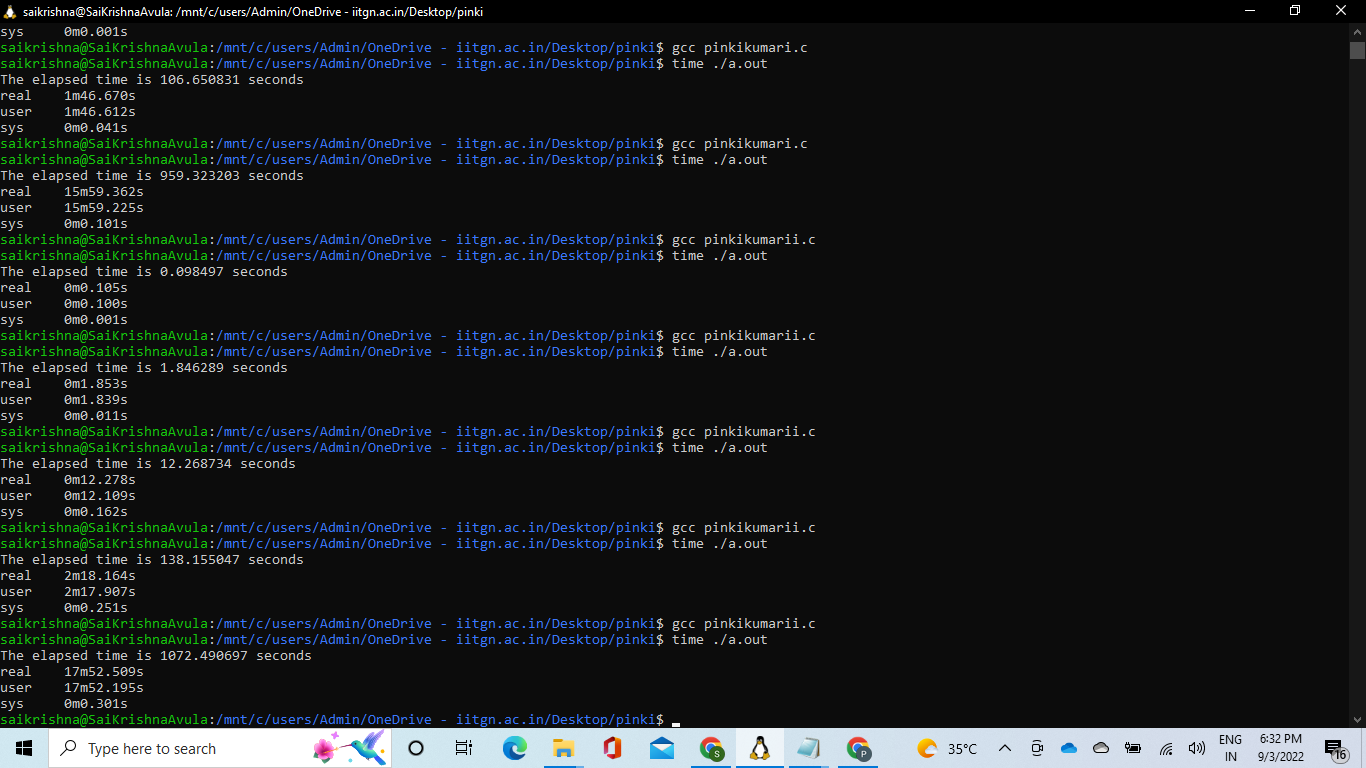 saikrishna@SaiKrishnaAvula: /mnt/c/users/Admin/OneDrive - iitgn.ac.in/Desktop/pinki
sys     0m0.001s
saikrishna@SaiKrishnaAvula:/mnt/c/users/Admin/OneDrive - iitgn.ac.in/Desktop/pinki$ gcc pinkikumari.c
saikrishna@SaiKrishnaAvula:/mnt/c/users/Admin/OneDrive - iitgn.ac.in/Desktop/pinki$ time ./a.out
The elapsed time is 106.650831 seconds
real    1m46.670s
user    1m46.612s
sys     0m0.041s
saikrishna@SaiKrishnaAvula:/mnt/c/users/Admin/OneDrive - iitgn.ac.in/Desktop/pinki$ gcc pinkikumari.c
saikrishna@SaiKrishnaAvula:/mnt/c/users/Admin/OneDrive - iitgn.ac.in/Desktop/pinki$ time ./a.out
The elapsed time is 959.323203 seconds
real    15m59.362s
user    15m59.225s
sys     0m0.101s
saikrishna@SaiKrishnaAvula:/mnt/c/users/Admin/OneDrive - iitgn.ac.in/Desktop/pinki$ gcc pinkikumarii.c
saikrishna@SaiKrishnaAvula:/mnt/c/users/Admin/OneDrive - iitgn.ac.in/Desktop/pinki$ time ./a.out
The elapsed time is 0.098497 seconds
real    0m0.105s
user    0m0.100s
sys     0m0.001s
saikrishna@SaiKrishnaAvula:/mnt/c/users/Admin/OneDrive - iitgn.ac.in/Desktop/pinki$ gcc pinkikumarii.c
saikrishna@SaiKrishnaAvula:/mnt/c/users/Admin/OneDrive - iitgn.ac.in/Desktop/pinki$ time ./a.out
The elapsed time is 1.846289 seconds
real    0m1.853s
user    0m1.839s
sys     0m0.011s
saikrishna@SaiKrishnaAvula:/mnt/c/users/Admin/OneDrive - iitgn.ac.in/Desktop/pinki$ gcc pinkikumarii.c
saikrishna@SaiKrishnaAvula:/mnt/c/users/Admin/OneDrive - iitgn.ac.in/Desktop/pinki$ time ./a.out
The elapsed time is 12.268734 seconds
real    0m12.278s
user    0m12.109s
sys     0m0.162s
saikrishna@SaiKrishnaAvula:/mnt/c/users/Admin/OneDrive - iitgn.ac.in/Desktop/pinki$ gcc pinkikumarii.c
saikrishna@SaiKrishnaAvula:/mnt/c/users/Admin/OneDrive - iitgn.ac.in/Desktop/pinki$ time ./a.out
The elapsed time is 138.155047 seconds
real    2m18.164s
user    2m17.907s
sys     0m0.251s
saikrishna@SaiKrishnaAvula:/mnt/c/users/Admin/OneDrive - iitgn.ac.in/Desktop/pinki$ gcc pinkikumarii.c
saikrishna@SaiKrishnaAvula:/mnt/c/users/Admin/OneDrive - iitgn.ac.in/Desktop/pinki$ time ./a.out
The elapsed time is 1072.490697 seconds
real    17m52.509s
user    17m52.195s
sys     0m0.301s
saikrishna@SaiKrishnaAvula:/mnt/c/users/Admin/OneDrive - iitgn.ac.in/Desktop/pinki$
Type here to search
S
P
35°C
ENG
IN
6:32 PM
9/3/2022
16